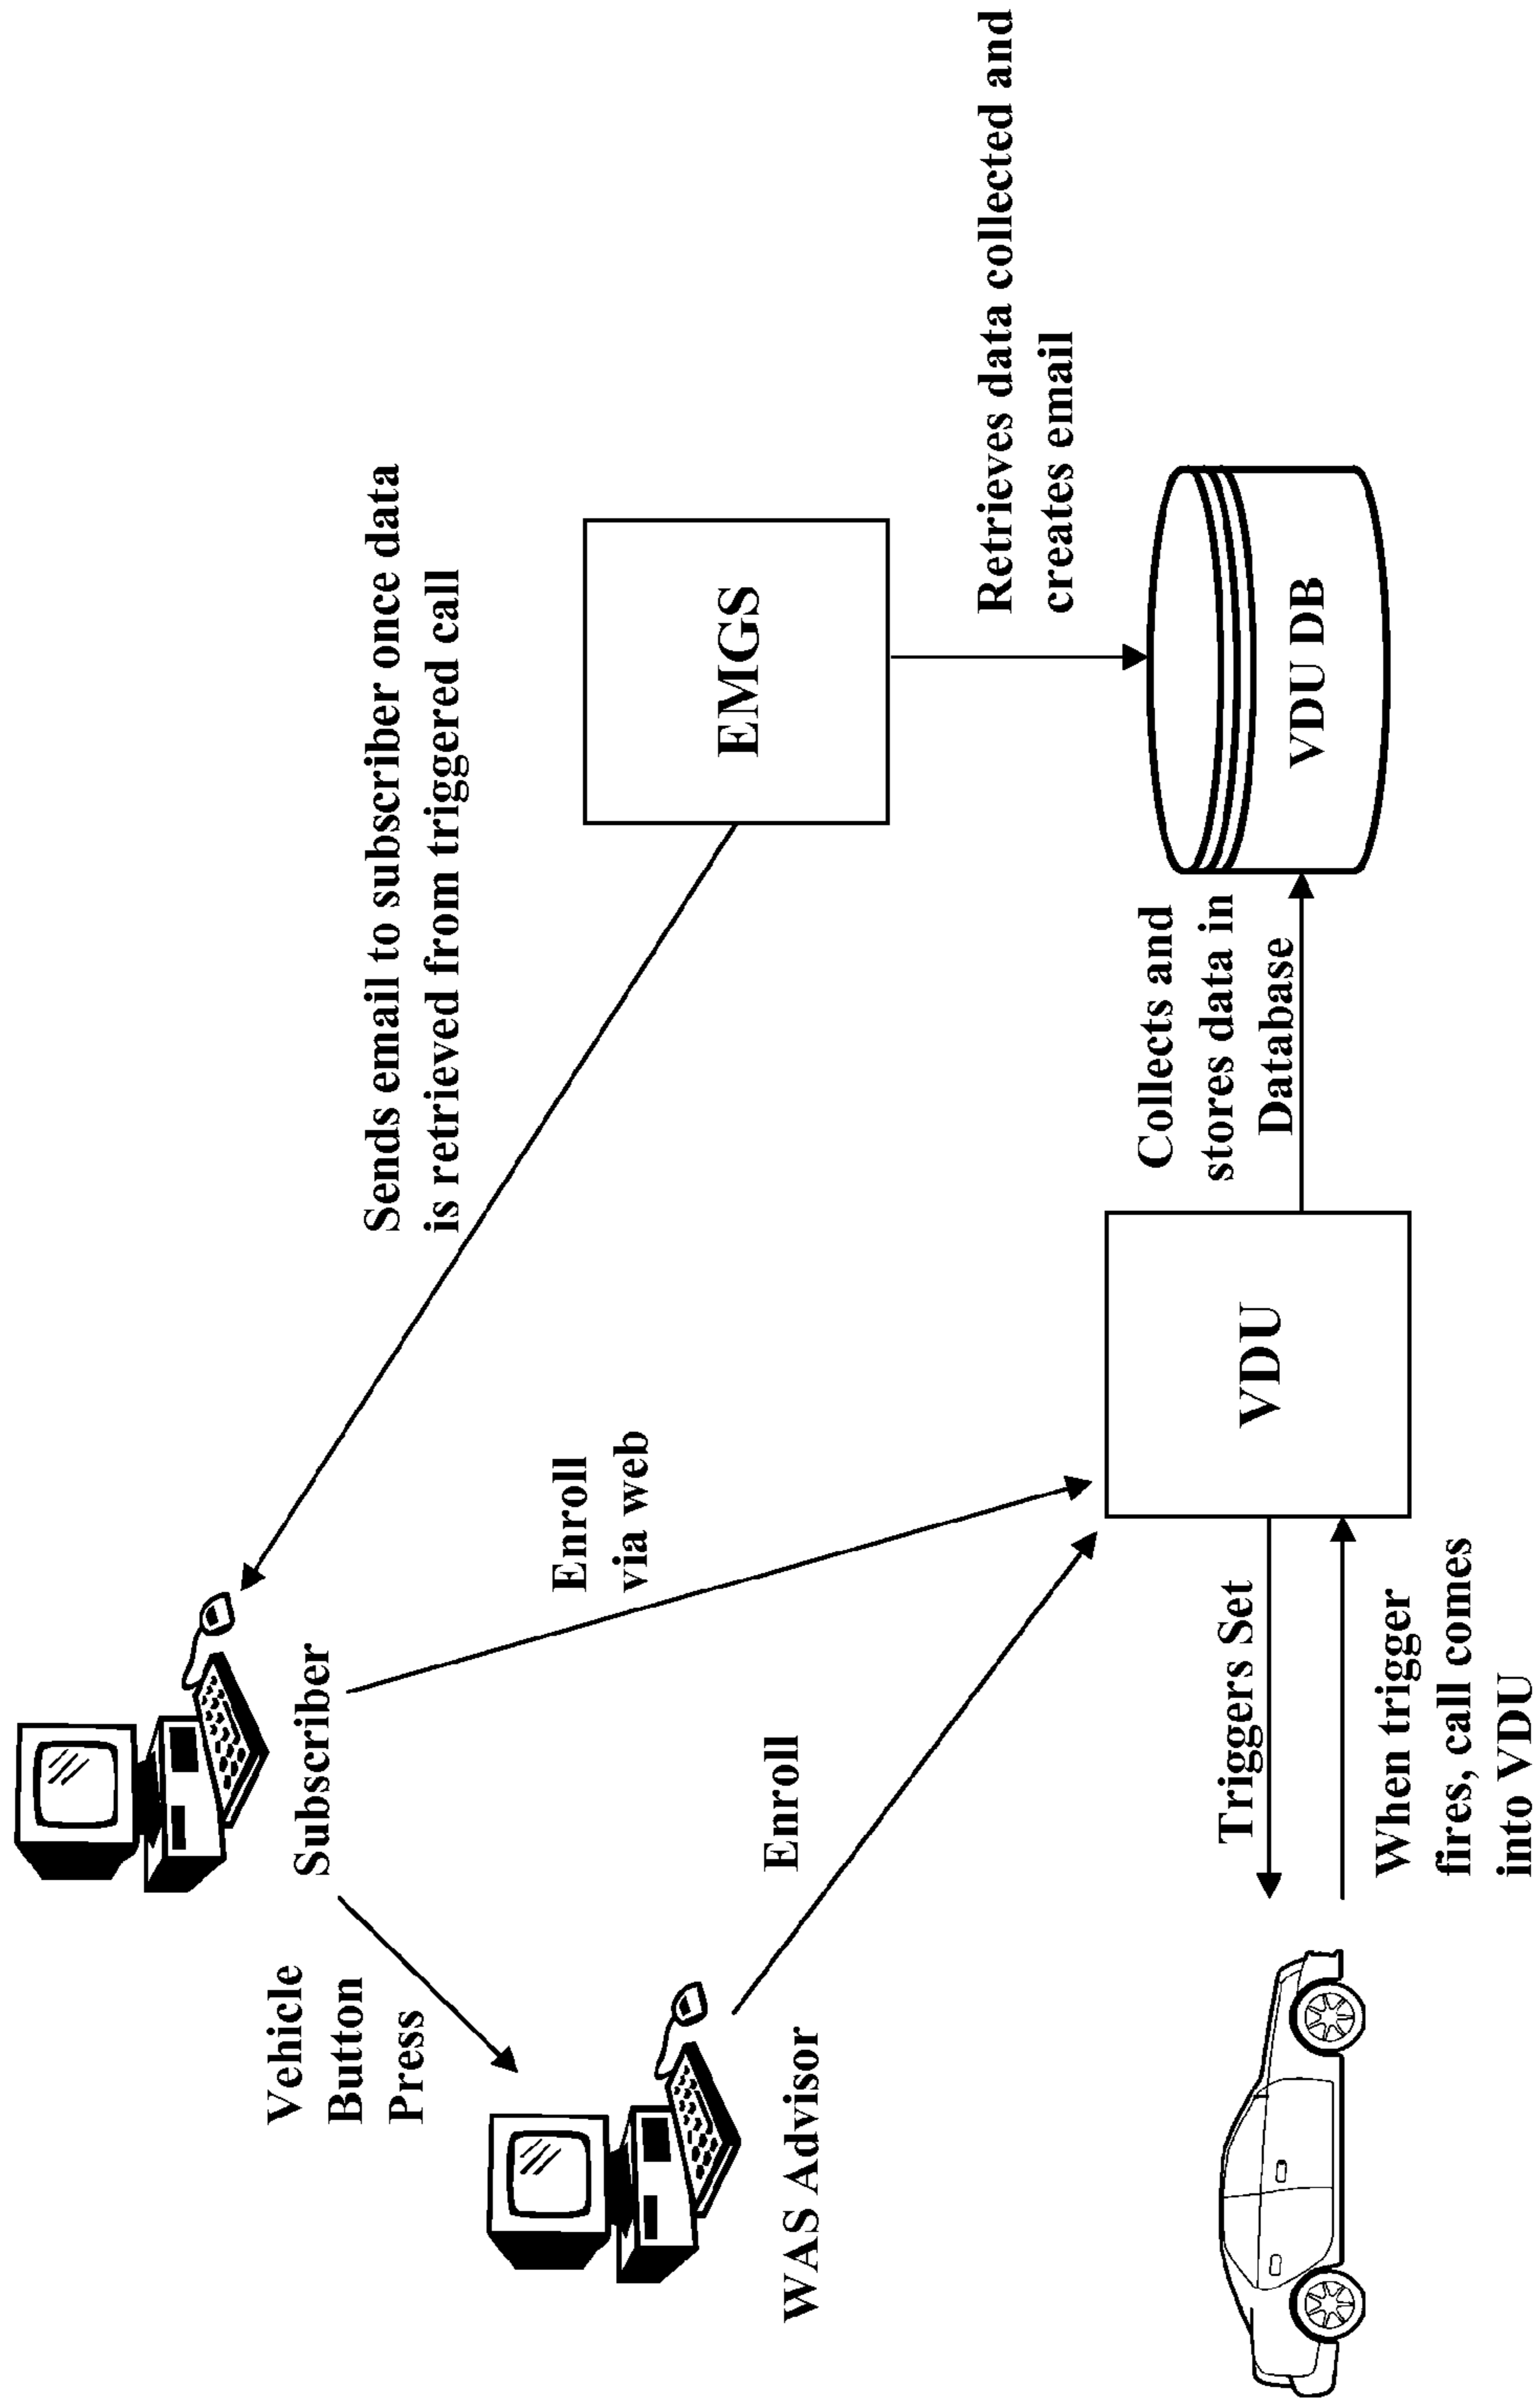 Subscriber
Sends email to subscriber once data
is retrieved from triggered call
Vehicle
Button
Press
Enroll
via web
WAS Advisor
Enroll
EMGS
Retrieves data collected and
creates email
Triggers Set
When trigger
fires, call comes
into VDU
VDU
Collects and
stores data in
Database
VDU DB